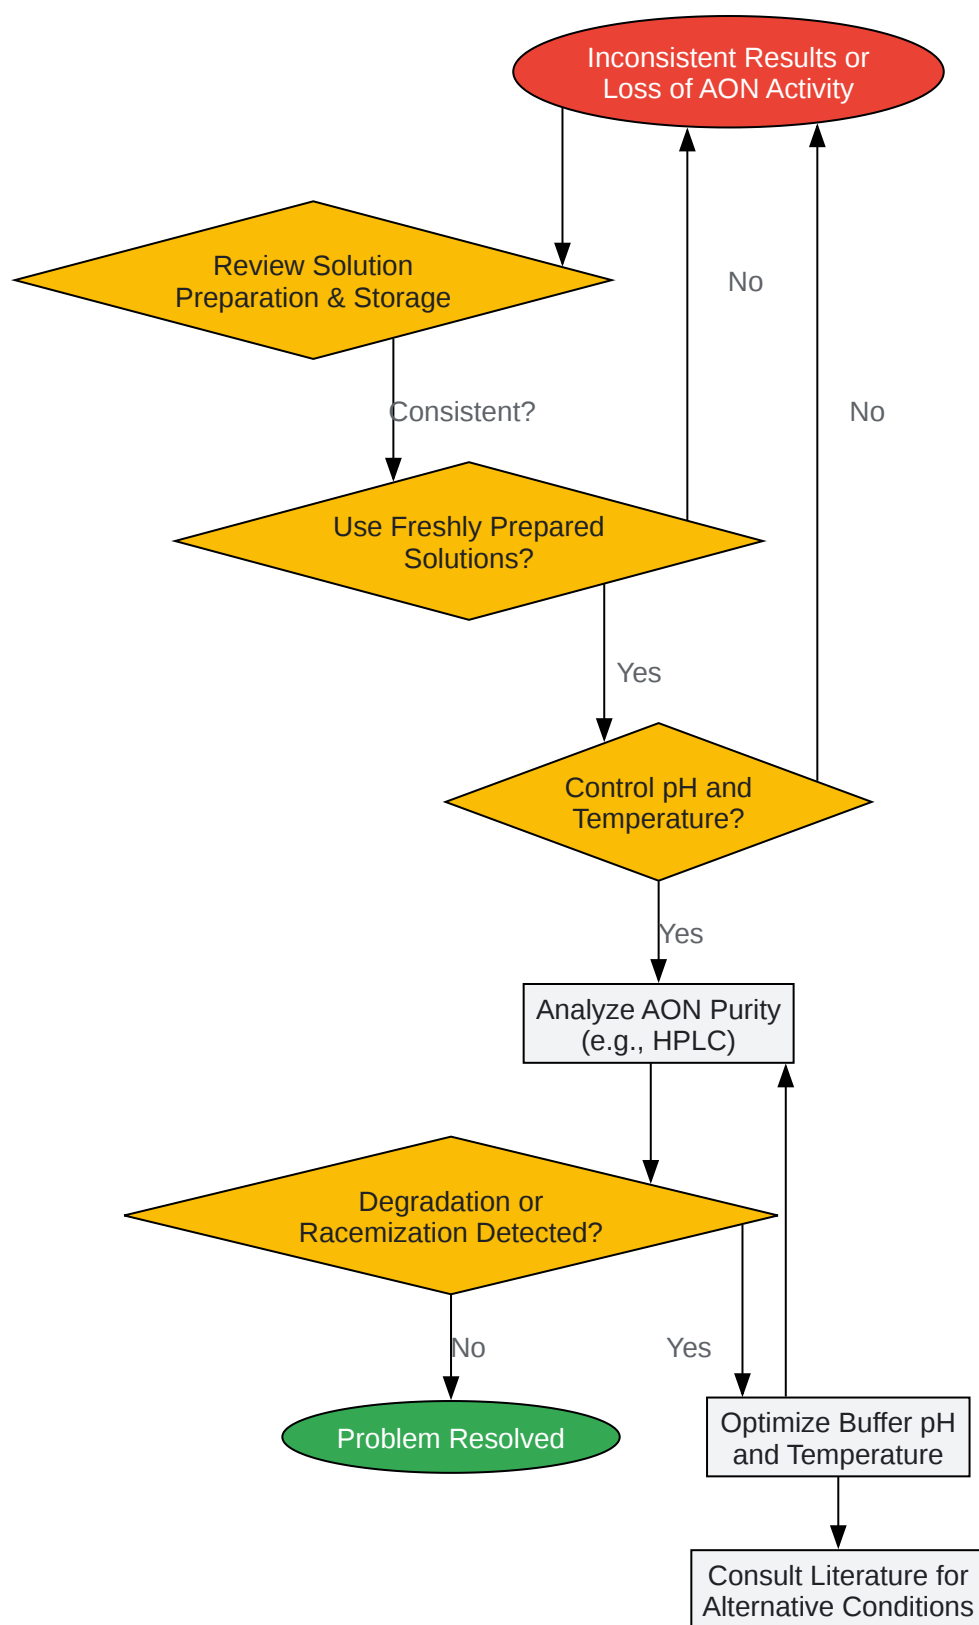 Inconsistent Results or
Loss of AON Activity
Review Solution
Preparation & Storage
No
Consistent?
No
Use Freshly Prepared
Solutions?
Yes
Control pH and
Temperature?
Yes
Analyze AON Purity
(e.g., HPLC)
Degradation or
Racemization Detected?
No
Yes
Problem Resolved
Optimize Buffer pH
and Temperature
Consult Literature for
Alternative Conditions